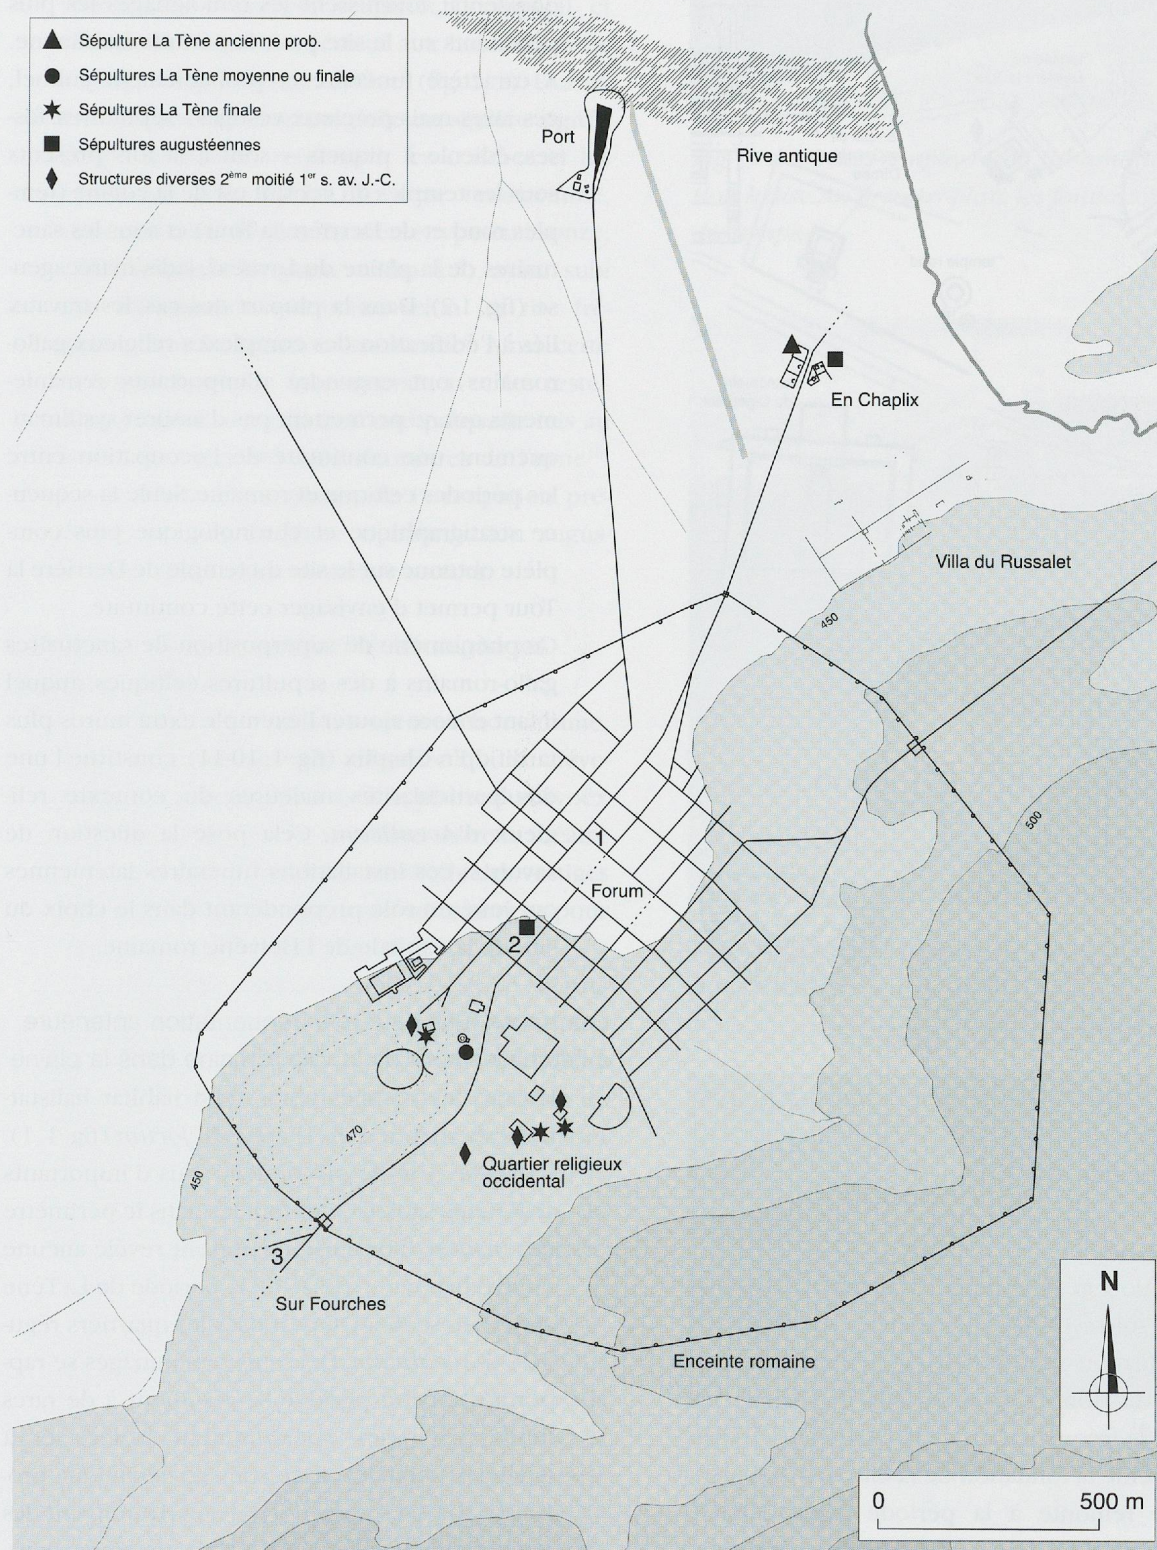 Sépulture La Tène ancienne prob.
Sépultures La Tène moyenne ou finale
Sépultures La Tène finale
Sépultures augustéennes
Structures diverses 2ème moitié 1er s. av. J.-C.
Port
Rive antique
En Chaplix
Villa du Russalet
450
500
1
Forum
2
470
450
Quartier religieux
occidental
3
Sur Fourches
Enceinte romaine
N
0 500 m